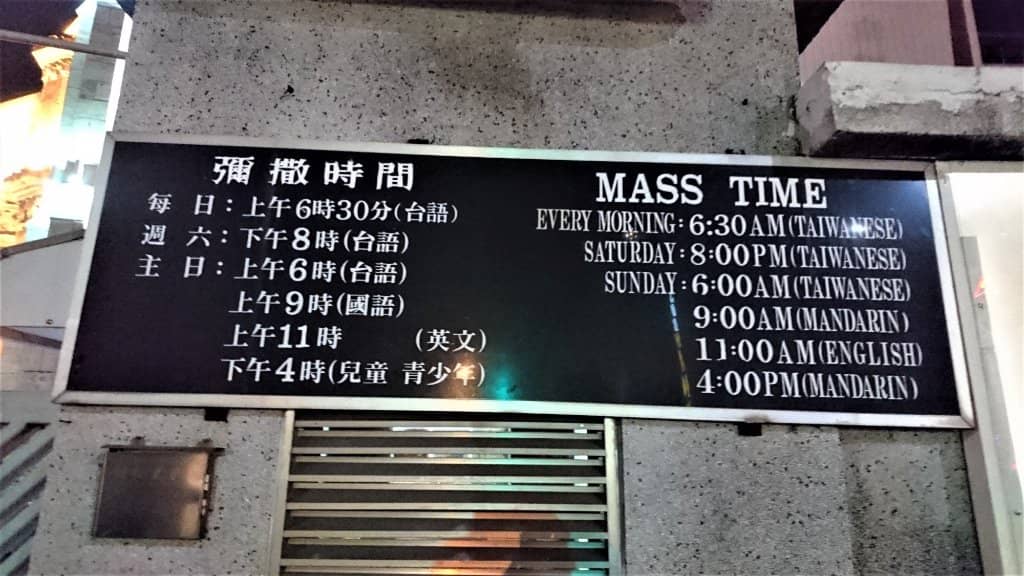 彌撒時間
每 日：上午6時30分(台語)
週 六：下午8時(台語)
主 日：上午6時(台語)
上午9時(國語)
上午11時 (英文)
下午4時(兒童 青少年)
MASS TIME
EVERY MORNING: 6:30 AM (TAIWANESE)
SATURDAY: 8:00PM (TAIWANESE)
SUNDAY: 6:00AM (TAIWANESE)
9:00AM (MANDARIN)
11:00AM (ENGLISH)
4:00PM (MANDARIN)